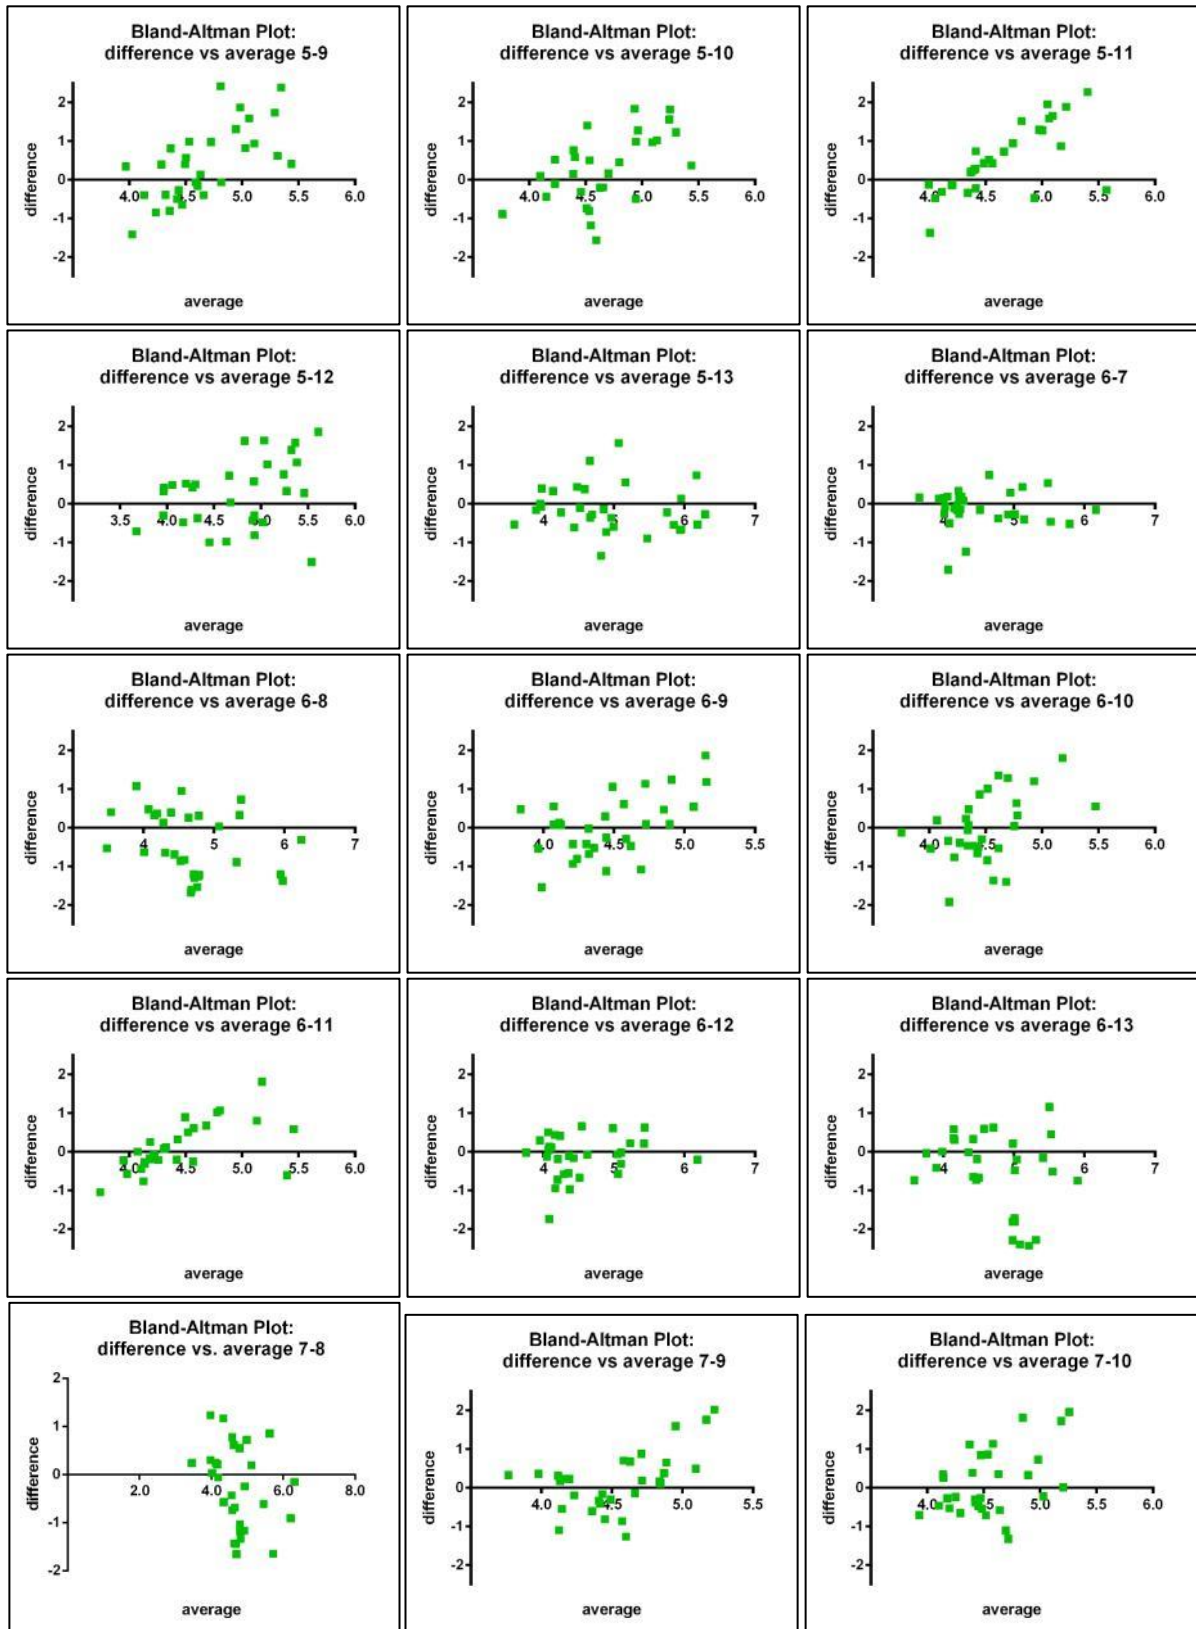 Bland-Altman Plot:
difference vs average 5-9
2
1
0
-1
-2
4.0 4.5 5.0 5.5 6.0
difference
average
Bland-Altman Plot:
difference vs average 5-10
2
1
0
-1
-2
4.0 4.5 5.0 5.5 6.0
difference
average
Bland-Altman Plot:
difference vs average 5-11
2
1
0
-1
-2
4.0 4.5 5.0 5.5 6.0
difference
average
Bland-Altman Plot:
difference vs average 5-12
2
1
0
-1
-2
3.5 4.0 4.5 5.0 5.5 6.0
difference
average
Bland-Altman Plot:
difference vs average 5-13
2
1
0
-1
-2
4 5 6 7
difference
average
Bland-Altman Plot:
difference vs average 6-7
2
1
0
-1
-2
4 5 6 7
difference
average
Bland-Altman Plot:
difference vs average 6-8
2
1
0
-1
-2
4 5 6 7
difference
average
Bland-Altman Plot:
difference vs average 6-9
2
1
0
-1
-2
4.0 4.5 5.0 5.5
difference
average
Bland-Altman Plot:
difference vs average 6-10
2
1
0
-1
-2
4.0 4.5 5.0 5.5 6.0
difference
average
Bland-Altman Plot:
difference vs average 6-11
2
1
0
-1
-2
4.0 4.5 5.0 5.5 6.0
difference
average
Bland-Altman Plot:
difference vs average 6-12
2
1
0
-1
-2
4 5 6 7
difference
average
Bland-Altman Plot:
difference vs average 6-13
2
1
0
-1
-2
4 5 6 7
difference
average
Bland-Altman Plot:
difference vs. average 7-8
2
1
0
-1
-2
2.0 4.0 6.0 8.0
difference
average
Bland-Altman Plot:
difference vs average 7-9
2
1
0
-1
-2
4.0 4.5 5.0 5.5
difference
average
Bland-Altman Plot:
difference vs average 7-10
2
1
0
-1
-2
4.0 4.5 5.0 5.5 6.0
difference
average